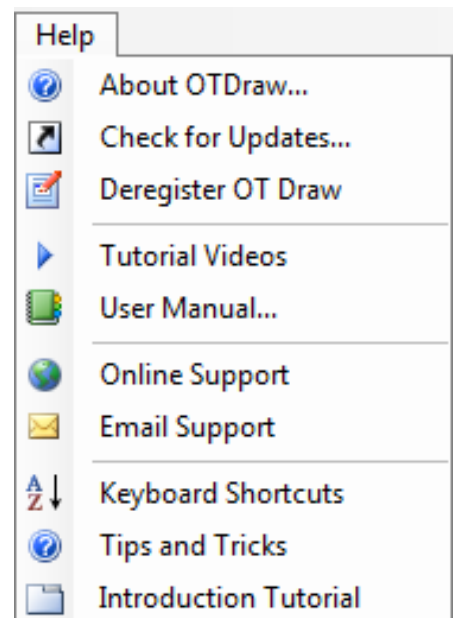 Help
About OTDraw...
Check for Updates...
Deregister OT Draw
Tutorial Videos
User Manual...
Online Support
Email Support
A
Z
Keyboard Shortcuts
Tips and Tricks
Introduction Tutorial